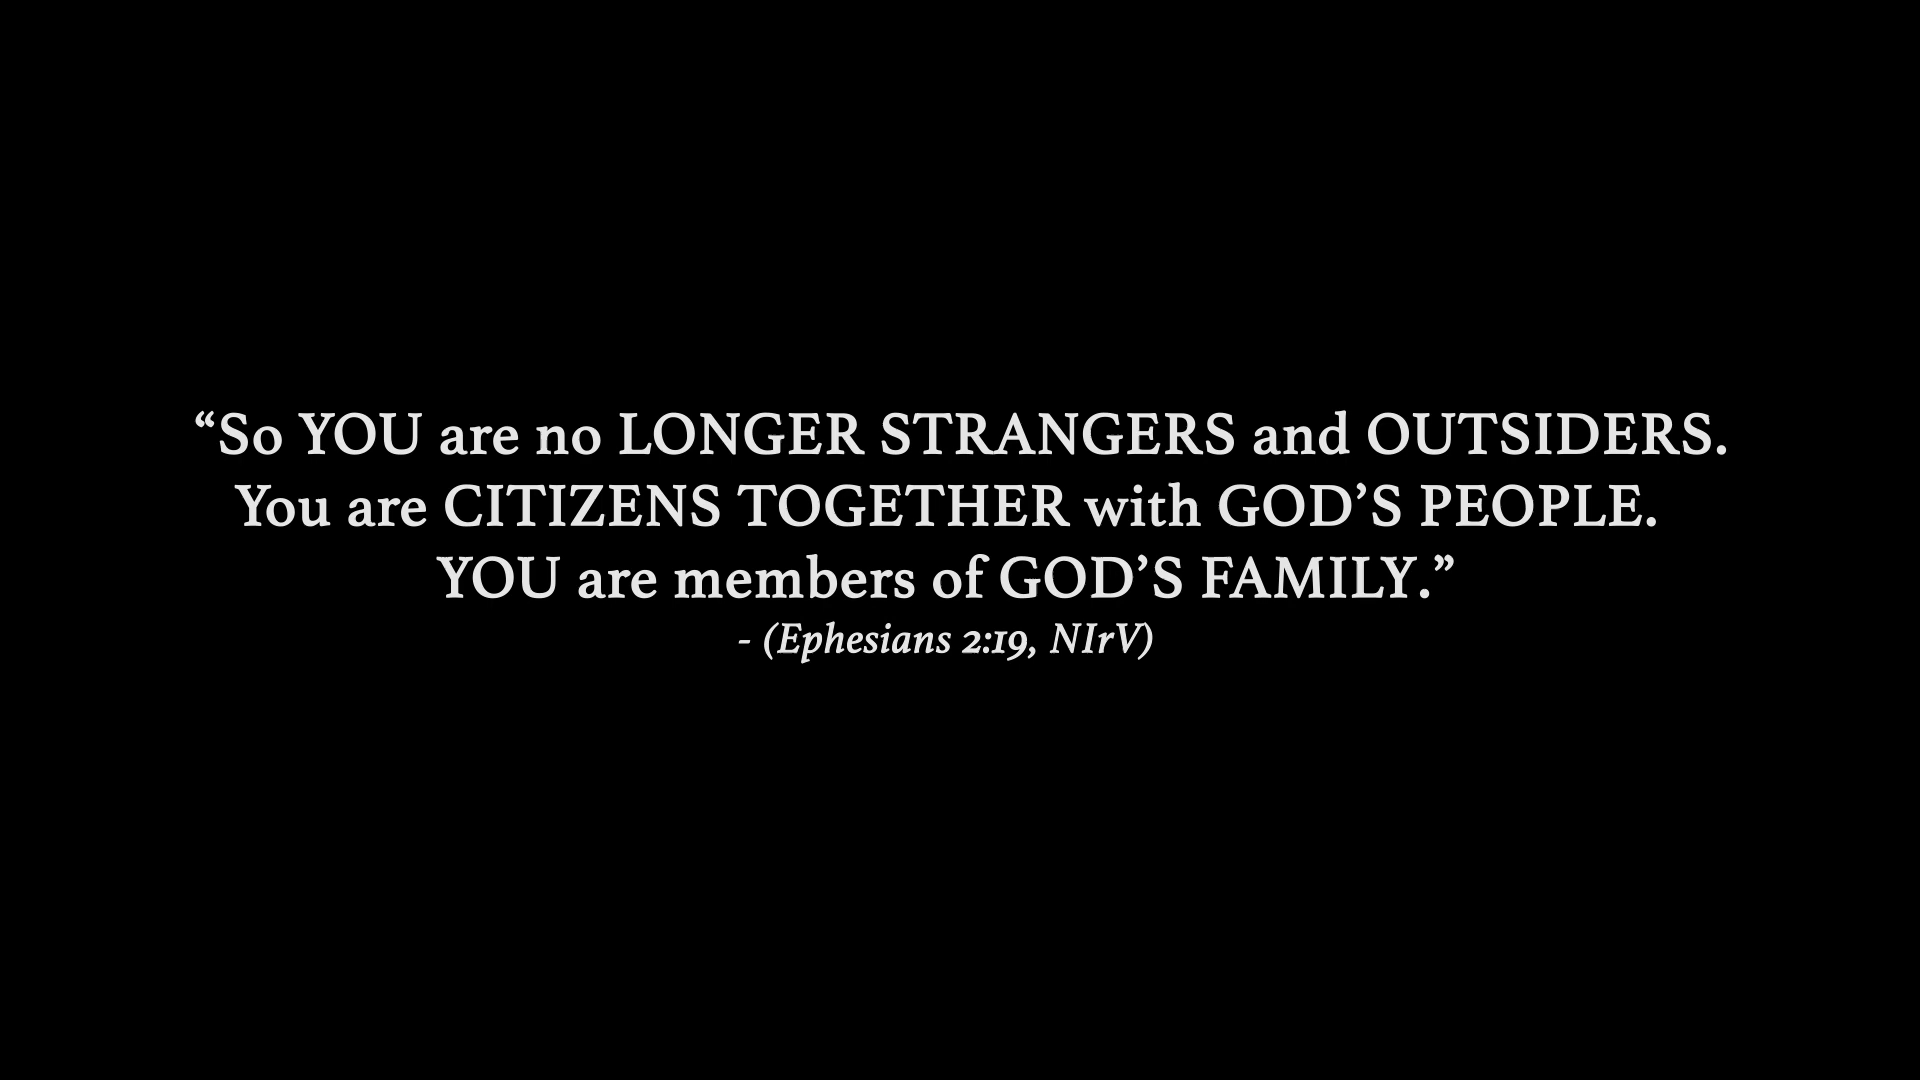 “So YOU are no LONGER STRANGERS and OUTSIDERS.
You are CITIZENS TOGETHER with GOD’S PEOPLE.
YOU are members of GOD’S FAMILY.”
- (Ephesians 2:19, NIrV)